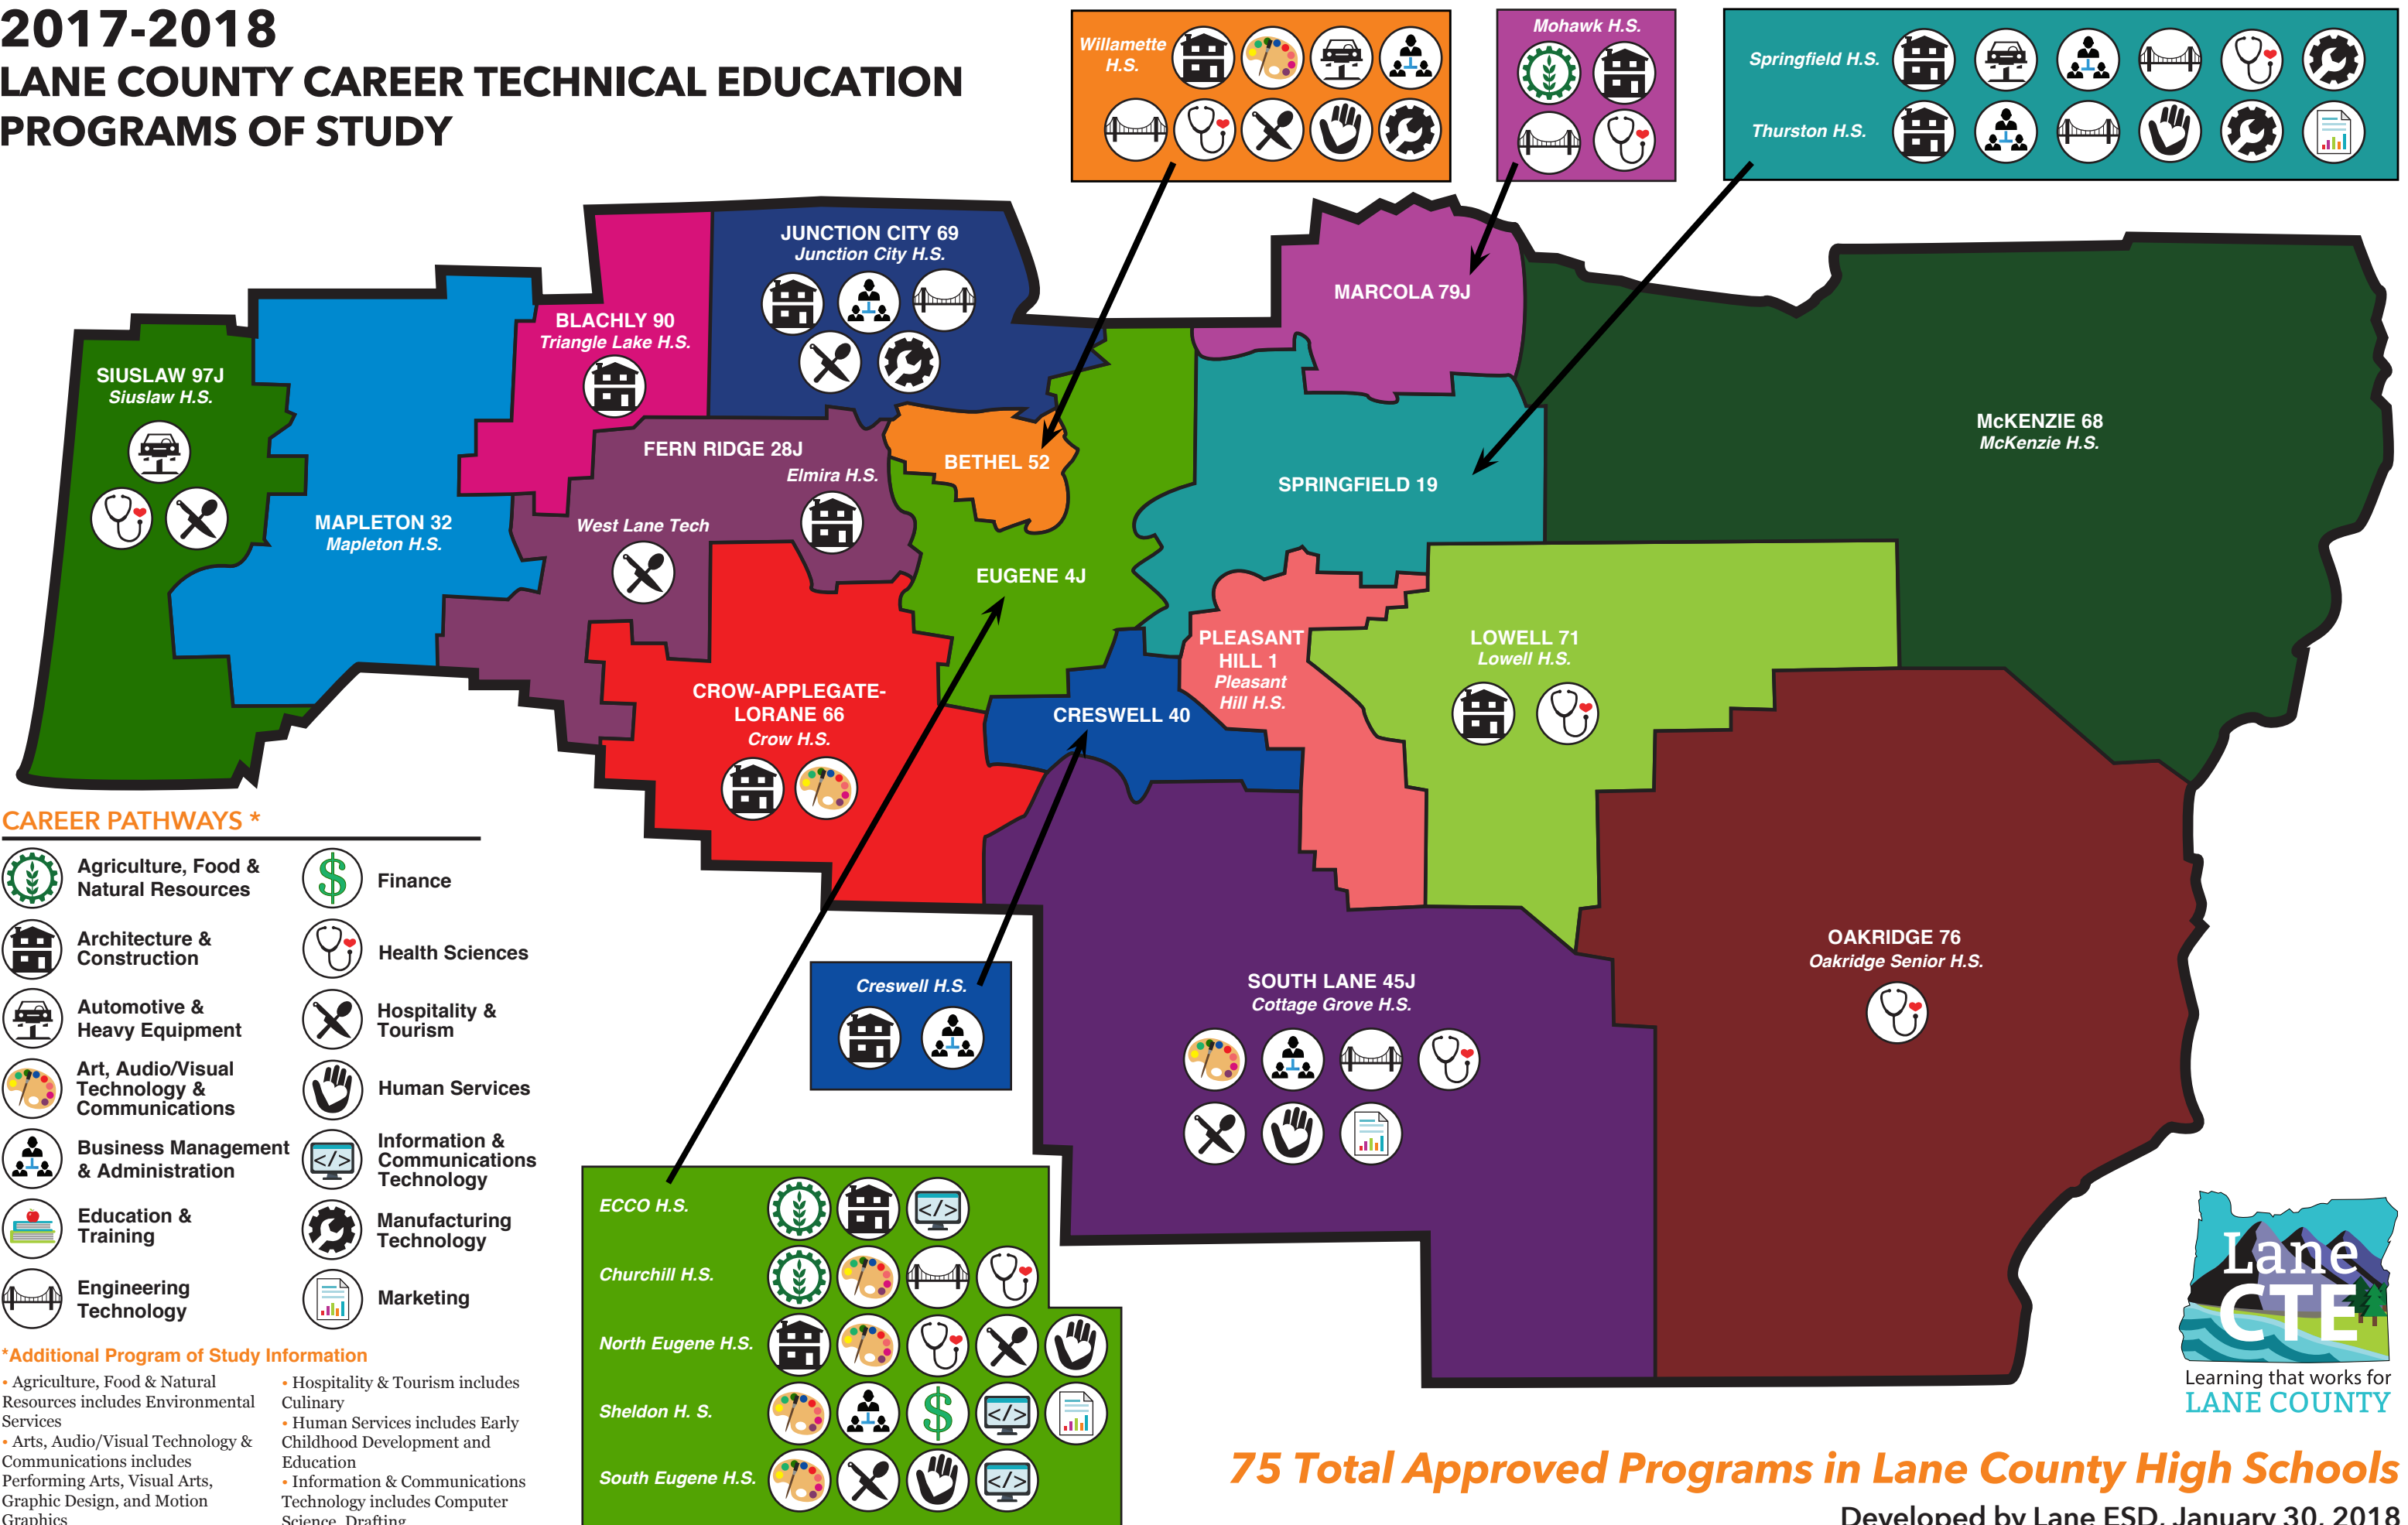 2017-2018
LANE COUNTY CAREER TECHNICAL EDUCATION
PROGRAMS OF STUDY
Willamette
H.S.
Mohawk H.S.
Springfield H.S.
Thurston H.S.
JUNCTION CITY 69
Junction City H.S.
MARCOLA 79J
BLACHLY 90
Triangle Lake H.S.
SIUSLAW 97J
Siuslaw H.S.
McKENZIE 68
McKenzie H.S.
FERN RIDGE 28J
Elmira H.S.
West Lane Tech
BETHEL 52
SPRINGFIELD 19
MAPLETON 32
Mapleton H.S.
EUGENE 4J
PLEASANT
HILL 1
Pleasant
Hill H.S.
LOWELL 71
Lowell H.S.
CROW-APPLEGATE-
LORANE 66
Crow H.S.
CRESWELL 40
OAKRIDGE 76
Oakridge Senior H.S.
SOUTH LANE 45J
Cottage Grove H.S.
Creswell H.S.
CAREER PATHWAYS *
Agriculture, Food &
Natural Resources
Architecture &
Construction
Automotive &
Heavy Equipment
Art, Audio/Visual
Technology &
Communications
Business Management
& Administration
Education &
Training
Engineering
Technology
$
Finance
Health Sciences
Hospitality &
Tourism
Human Services
</>
Information &
Communications
Technology
Manufacturing
Technology
Marketing
*Additional Program of Study Information
• Agriculture, Food & Natural
Resources includes Environmental
Services
• Arts, Audio/Visual Technology &
Communications includes
Performing Arts, Visual Arts,
Graphic Design, and Motion
Graphics
• Hospitality & Tourism includes
Culinary
• Human Services includes Early
Childhood Development and
Education
• Information & Communications
Technology includes Computer
Science, Drafting
ECCO H.S.
</>
Churchill H.S.
North Eugene H.S.
Sheldon H. S.
$
</>
South Eugene H.S.
</>
Lane
CTE
Learning that works for
LANE COUNTY
75 Total Approved Programs in Lane County High Schools
Developed by Lane ESD, January 30, 2018